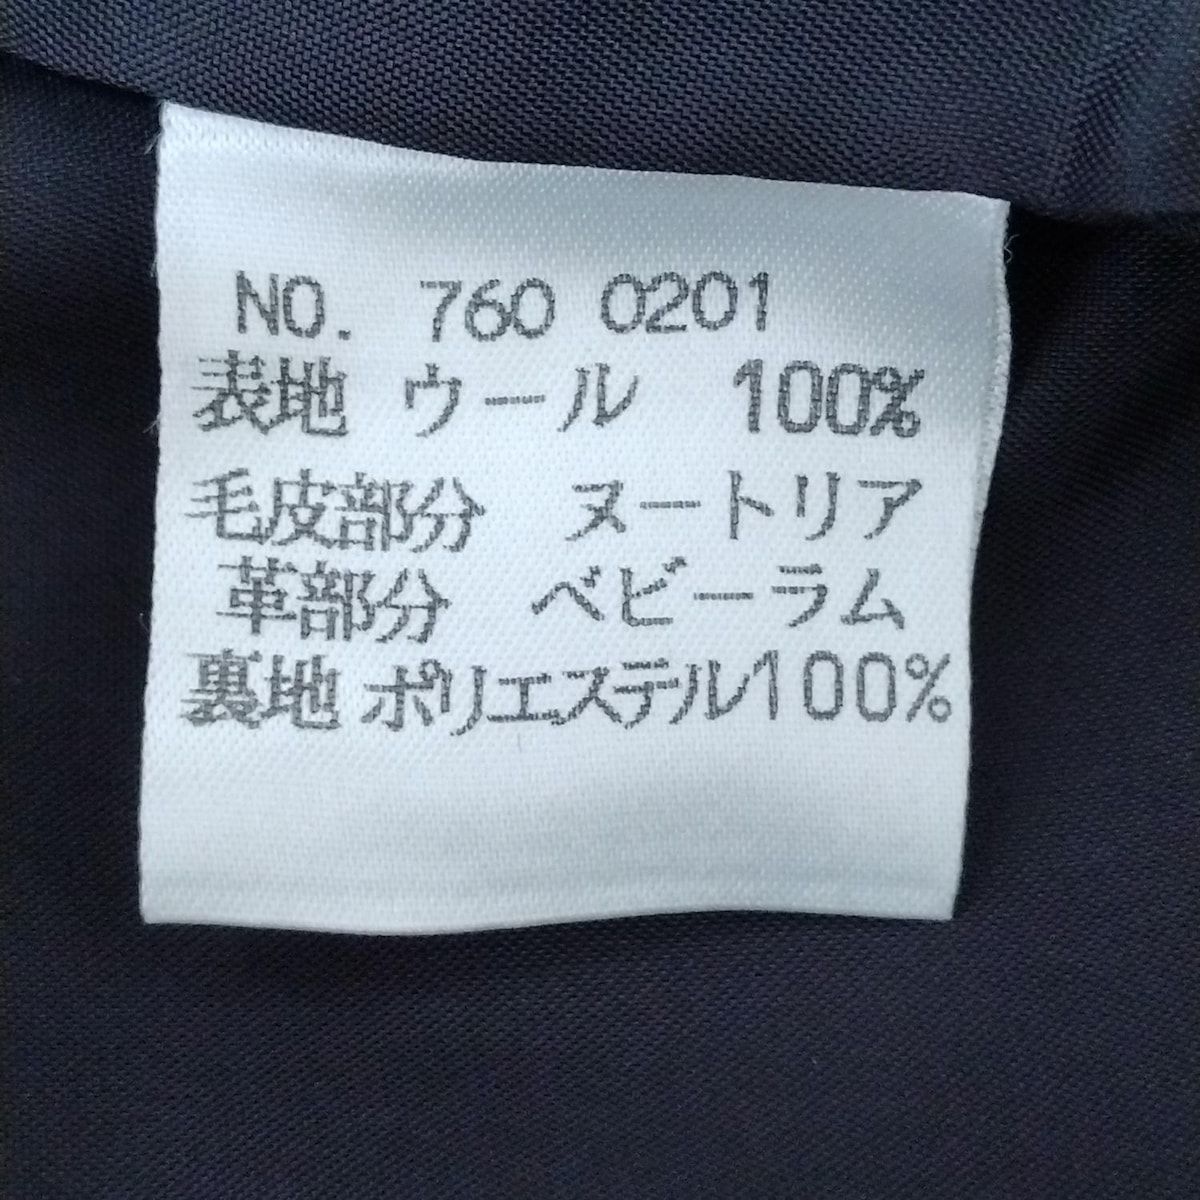 NO. 760 0201
表地 ウール 100%
毛皮部分 ヌートリア
革部分 ベビーラム
裏地 ポリエステル100%